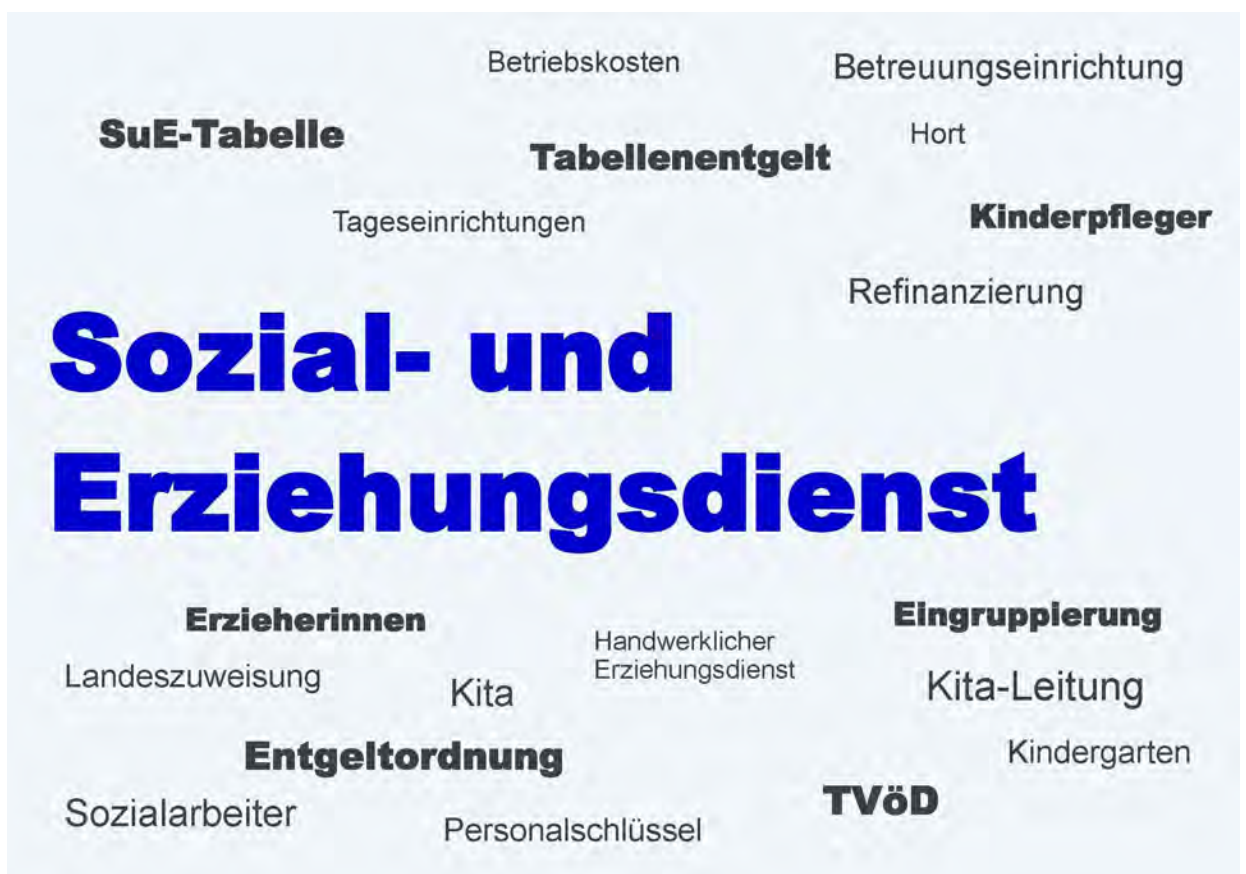 Betriebskosten
Betreuungseinrichtung
SuE-Tabelle
Hort
Tabellenentgelt
Tageseinrichtungen
Kinderpfleger
Refinanzierung
Sozial- und
Erziehungsdienst
Erzieherinnen
Eingruppierung
Handwerklicher
Erziehungsdienst
Landeszuweisung
Kita
Kita-Leitung
Entgeltordnung
Kindergarten
Sozialarbeiter
TVöD
Personalschlüssel